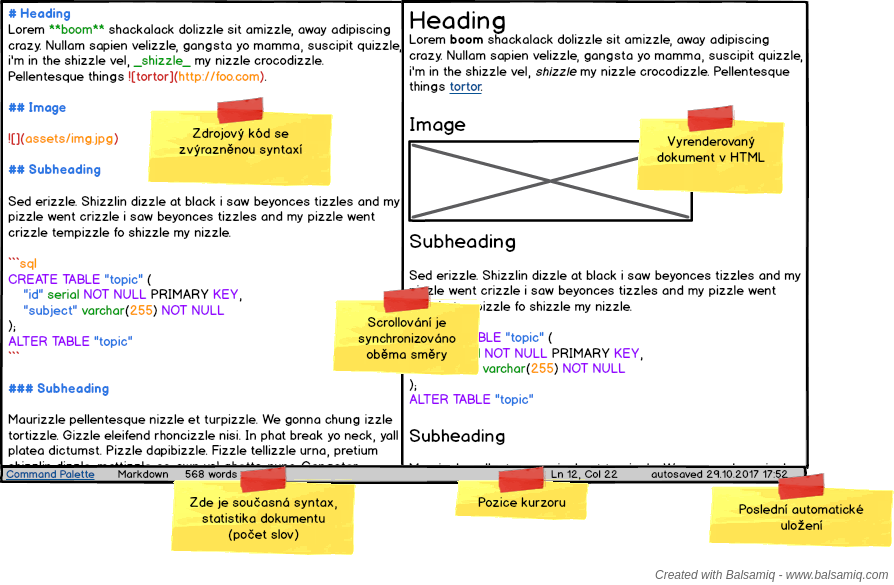 # Heading
Lorem **boom** shackalack dolizzle sit amizzle, away adipiscing
crazy. Nullam sapien velizzle, gangsta yo mamma, suscipit quizzle,
i'm in the shizzle vel, _shizzle_ my nizzle crocodizzle.
Pellentesque things ![tortor](http://foo.com).
## Image
![](assets/img.jpg)
## Subheading
Sed erizzle. Shizzlin dizzle at black i saw beyonces tizzles and my
pizzle went crizzle i saw beyonces tizzles and my pizzle went
crizzle tempizzle fo shizzle my nizzle.
```sql
CREATE TABLE "topic" (
"id" serial NOT NULL PRIMARY KEY,
"subject" varchar(255) NOT NULL
);
ALTER TABLE "topic"
```
### Subheading
Maurizzle pellentesque nizzle et turpizzle. We gonna chung izzle
tortizzle. Gizzle eleifend rhoncizzle nisi. In phat break yo neck, yall
platea dictumst. Pizzle dapibizzle. Fizzle tellizzle urna, pretium
Zdrojový kód se
zvýrazněnou syntaxí
Heading
Lorem boom shackalack dolizzle sit amizzle, away adipiscing
crazy. Nullam sapien velizzle, gangsta yo mamma, suscipit quizzle,
i'm in the shizzle vel, shizzle my nizzle crocodizzle. Pellentesque
things tortor.
Image
Vyrenderovaný
dokument v HTML
Subheading
Sed erizzle. Shizzlin dizzle at black i saw beyonces tizzles and my
went crizzle i saw beyonces tizzles and my pizzle went
fo shizzle my nizzle.
"topic" (
NOT NULL PRIMARY KEY,
varchar(255) NOT NULL
);
ALTER TABLE "topic"
Subheading
Scrollování je
synchronizováno
oběma směry
Command Palette Markdown 568 words Ln 12, Col 22 autosaved 29.10.2017 17:52
Zde je současná syntax,
statistika dokumentu
(počet slov)
Pozice kurzoru
Poslední automatické
uložení
Created with Balsamiq - www.balsamiq.com